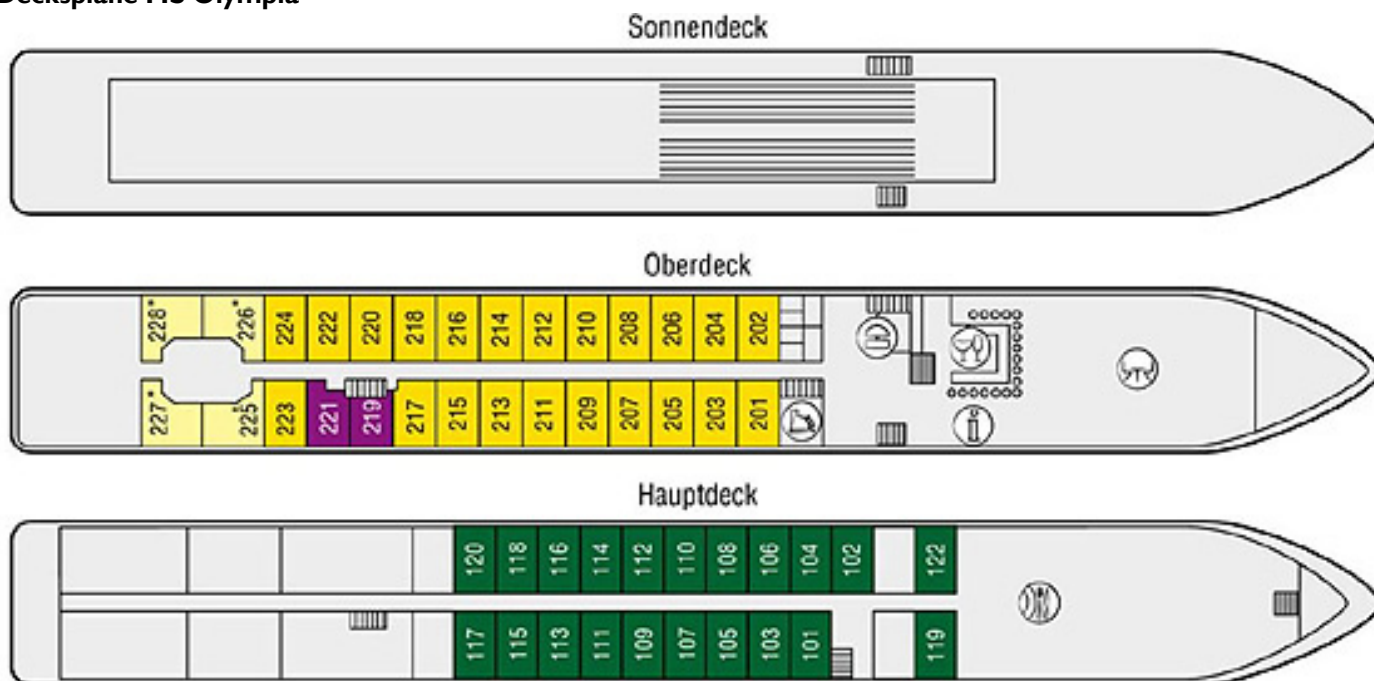 Decksplane MS Olympia
Sonnendeck
Oberdeck
228* 226* 224 222 220 218 216 214 212 210 208 206 204 202
227* 225* 223 221 219 217 215 213 211 209 207 205 203 201
i
Hauptdeck
120 118 116 114 112 110 108 106 104 102 122
117 115 113 111 109 107 105 103 101 119